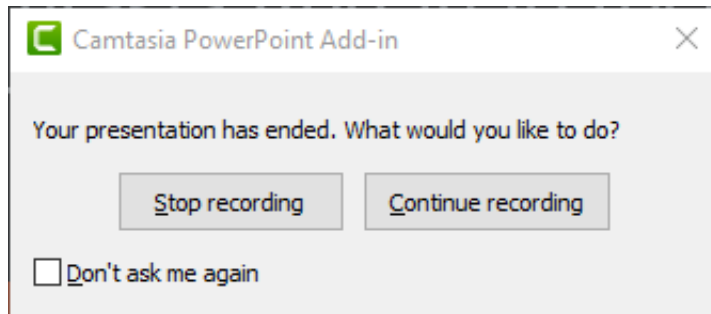 Camtasia PowerPoint Add-in
Your presentation has ended. What would you like to do?
Stop recording
Continue recording
Don't ask me again